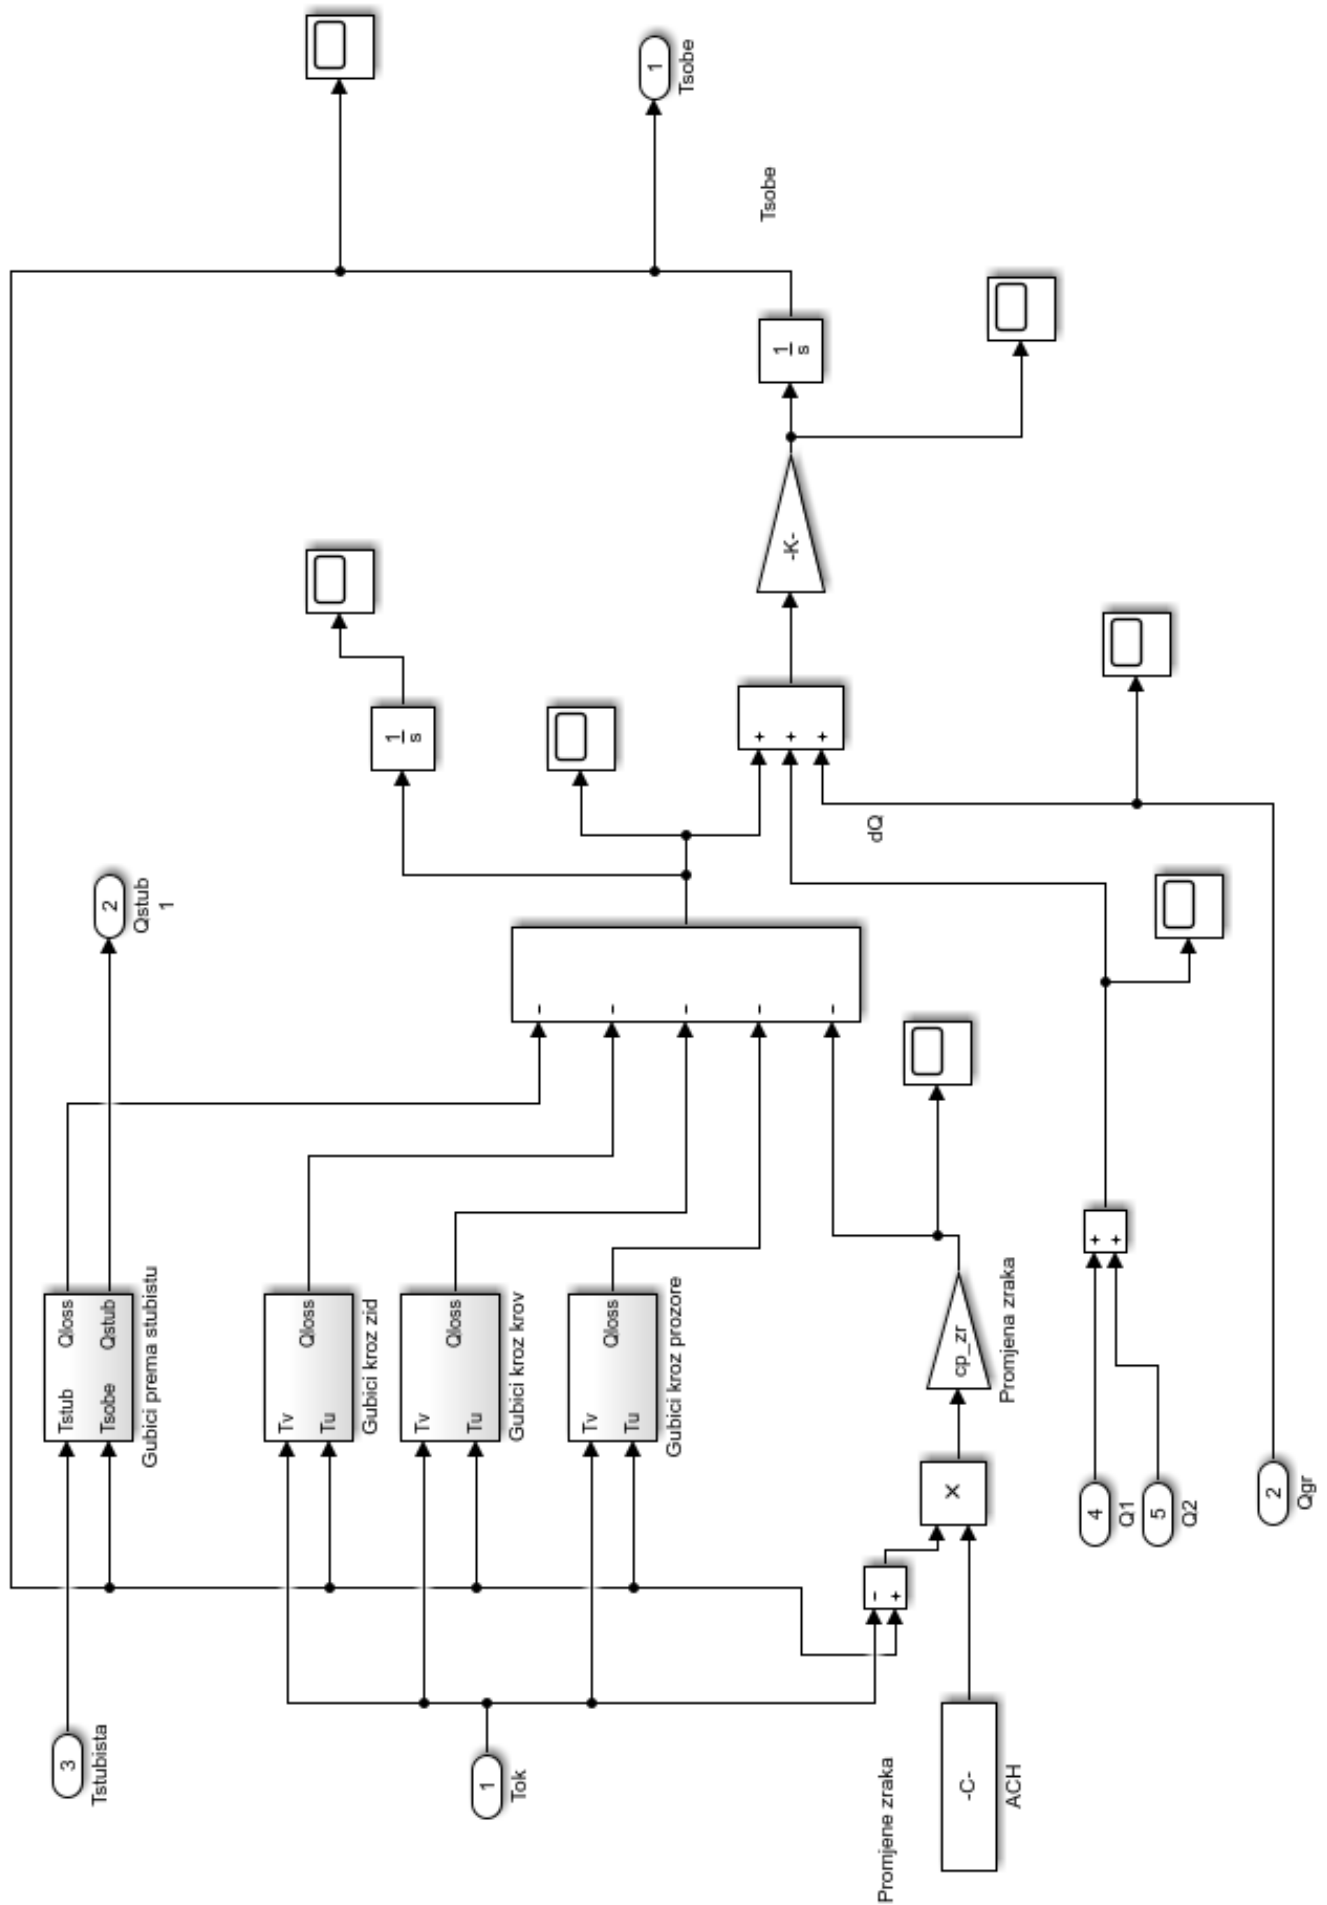 3
Tstubista
Tstub
Qloss
Tsobe
Qstub
Gubici prema stubistu
2
Qstub
1
Tv
Qloss
Tu
Gubici kroz zid
Tv
Qloss
Tu
Gubici kroz krov
Tv
Qloss
Tu
Gubici kroz prozore
1
Tok
-
-
-
-
-
1
s
-
+
×
cp_zr
Promjena zraka
Promjene zraka
-C-
ACH
+
+
+
dQ
-K-
1
s
Tsobe
1
Tsobe
4
Q1
5
Q2
+
+
2
Qgr